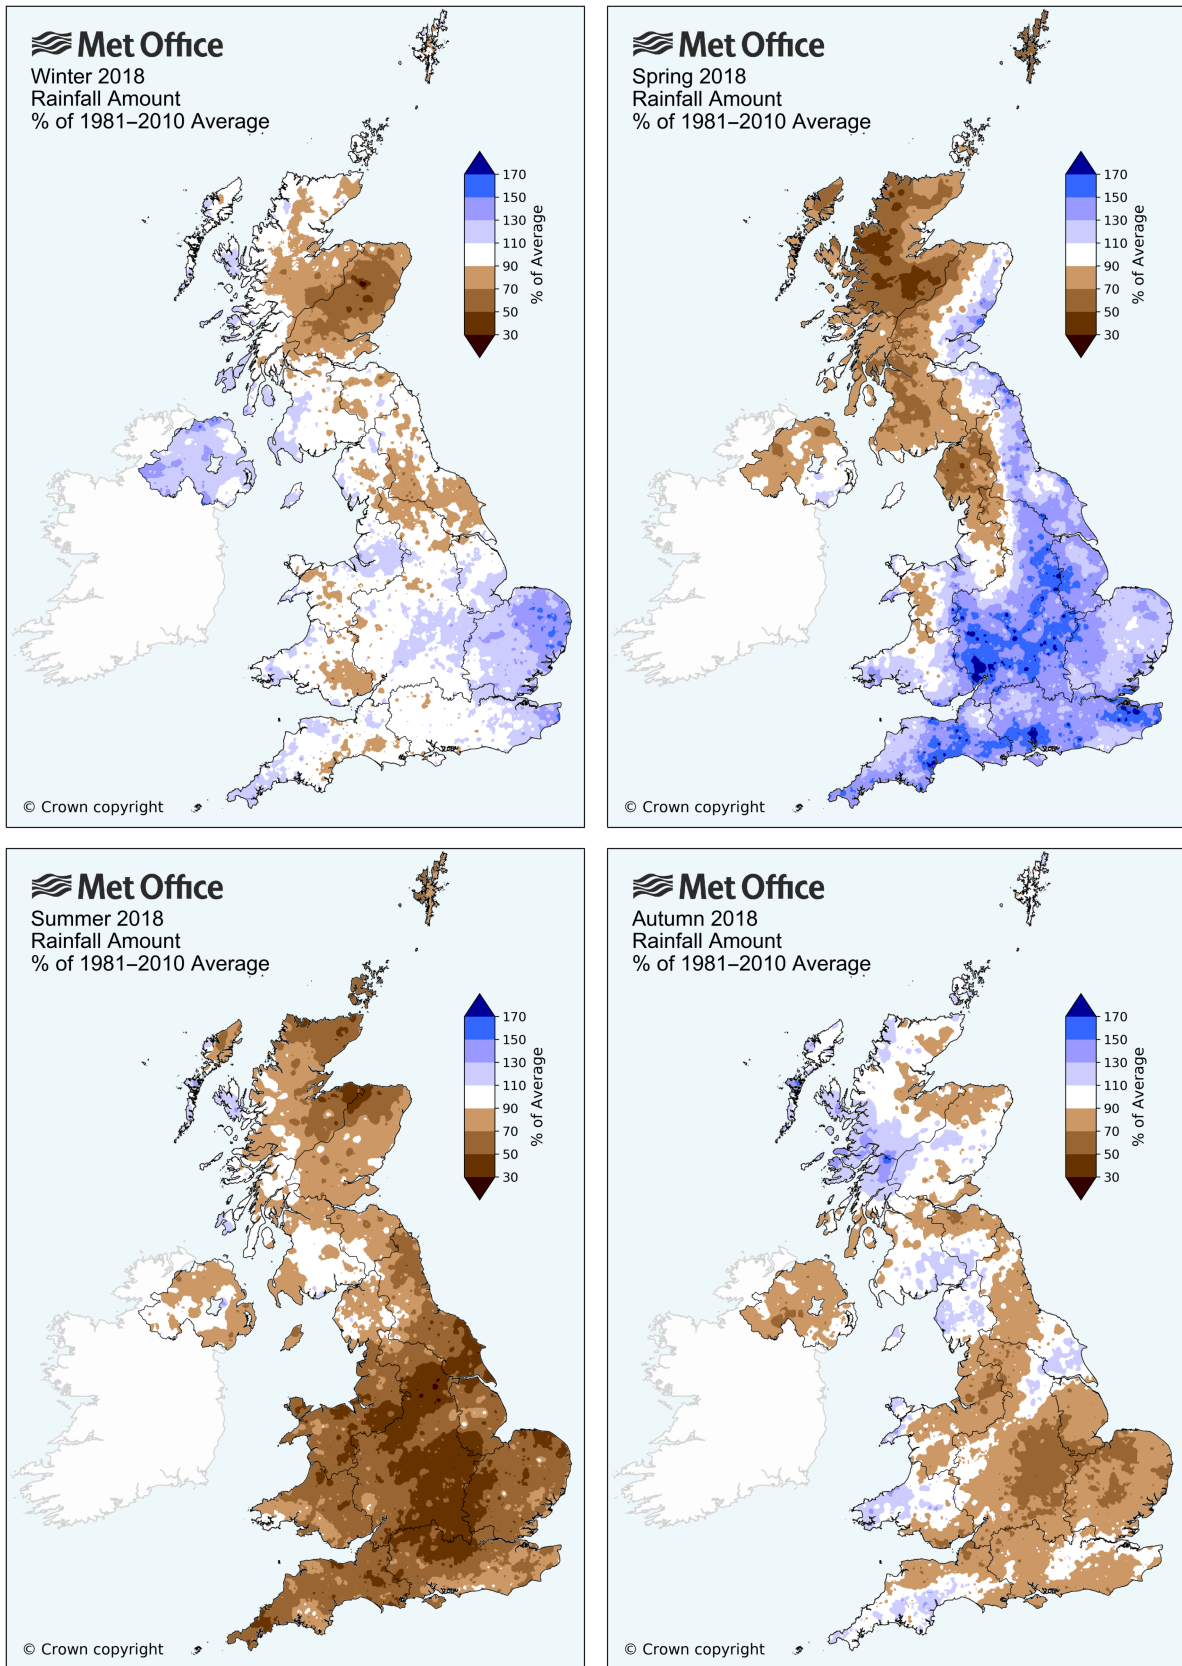 Met Office
Winter 2018
Rainfall Amount
% of 1981–2010 Average
170
150
130
110
90
70
50
30
% of Average
© Crown copyright
Met Office
Spring 2018
Rainfall Amount
% of 1981–2010 Average
170
150
130
110
90
70
50
30
% of Average
© Crown copyright
Met Office
Summer 2018
Rainfall Amount
% of 1981–2010 Average
170
150
130
110
90
70
50
30
% of Average
© Crown copyright
Met Office
Autumn 2018
Rainfall Amount
% of 1981–2010 Average
170
150
130
110
90
70
50
30
% of Average
© Crown copyright